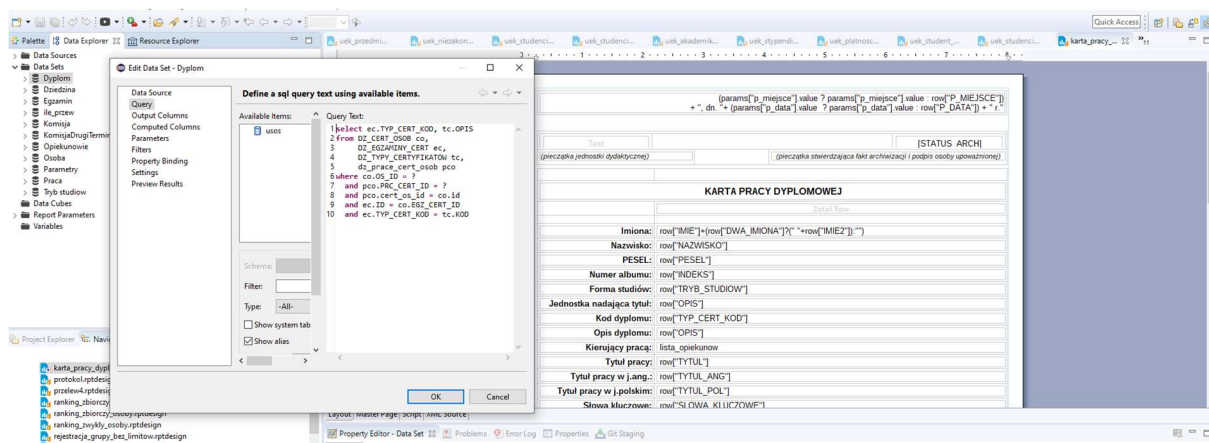 Quick Access
Palette
Data Explorer
Resource Explorer
uek_przedmi...
uek_niezakon...
uek_studenci...
uek_studenci...
uek_akademik...
uek_stypendi...
uek_platnosc...
uek_student_...
uek_studenci...
karta_pracy_...
11
Data Sources
Data Sets
Dyplom
Dziedzina
Egzamin
ile_przew
Komisja
KomisjaDrugiTermin
Opiekunowie
Osoba
Parametry
Praca
Tryb studiow
Data Cubes
Report Parameters
Variables
Project Explorer
karta_pracy_dypl
protokol.rptdesig
przelew4.rptdesig
ranking_zbiorczy
ranking_zbiorczy_osoby.rptdesign
ranking_zwykly_osoby.rptdesign
rejestracja_grupy_bez_limitow.rptdesign
Edit Data Set - Dyplom
Data Source
Query
Output Columns
Computed Columns
Parameters
Filters
Property Binding
Settings
Preview Results
Define a sql query text using available items.
Available Items:
usos
Schema:
Filter:
Type: -All-
Show system tab
Show alias
Query Text:
1 select ec.TYP_CERT_KOD, tc.OPIS
2 from DZ_CERT_OSOB co,
3 DZ_EGZAMINY_CERT ec,
4 DZ_TYPY_CERTYFIKATOW tc,
5 dz_prace_cert_osob pco
6 where co.OS_ID = ?
7 and pco.PRC_CERT_ID = ?
8 and pco.cert_os_id = co.id
9 and ec.ID = co.EGZ_CERT_ID
10 and ec.TYP_CERT_KOD = tc.KOD
OK
Cancel
(params["p_miejsce"].value ? params["p_miejsce"].value : row["P_MIEJSCE"])
+ ", dn. "+ (params["p_data"].value ? params["p_data"].value : row["P_DATA"]) + " r."
Text
[STATUS_ARCH]
(pieczątka jednostki dydaktycznej)
(pieczątka stwierdzająca fakt archiwizacji i podpis osoby upoważnionej)
KARTA PRACY DYPLOMOWEJ
Detail Row
Imiona: row["IMIE"]+(row["DWA_IMIONA"]?(" "+row["IMIE2"]):"")
Nazwisko: row["NAZWISKO"]
PESEL: row["PESEL"]
Numer albumu: row["INDEKS"]
Forma studiów: row["TRYB_STUDIOW"]
Jednostka nadająca tytuł: row["OPIS"]
Kod dyplomu: row["TYP_CERT_KOD"]
Opis dyplomu: row["OPIS"]
Kierujący pracą: lista_opiekunow
Tytuł pracy: row["TYTUL"]
Tytuł pracy w j.ang.: row["TYTUL_ANG"]
Tytuł pracy w j.polskim: row["TYTUL_POL"]
Słowa kluczowe: row["SLOWA_KLUCZOWE"]
Layout Master Page Script XML Source
Property Editor - Data Set
Problems
Error Log
Properties
Git Staging